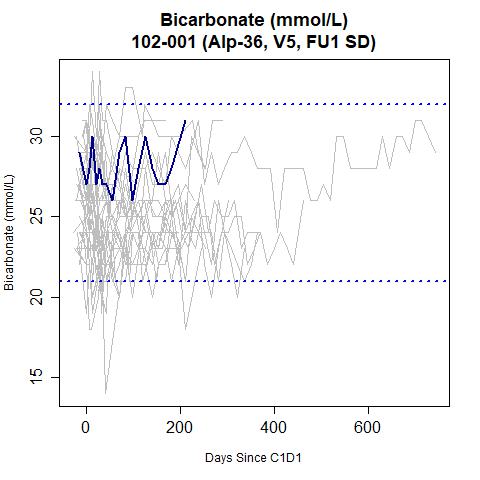 Bicarbonate (mmol/L)
102-001 (Alp-36, V5, FU1 SD)
Bicarbonate (mmol/L)
30
25
20
15
0 200 400 600
Days Since C1D1